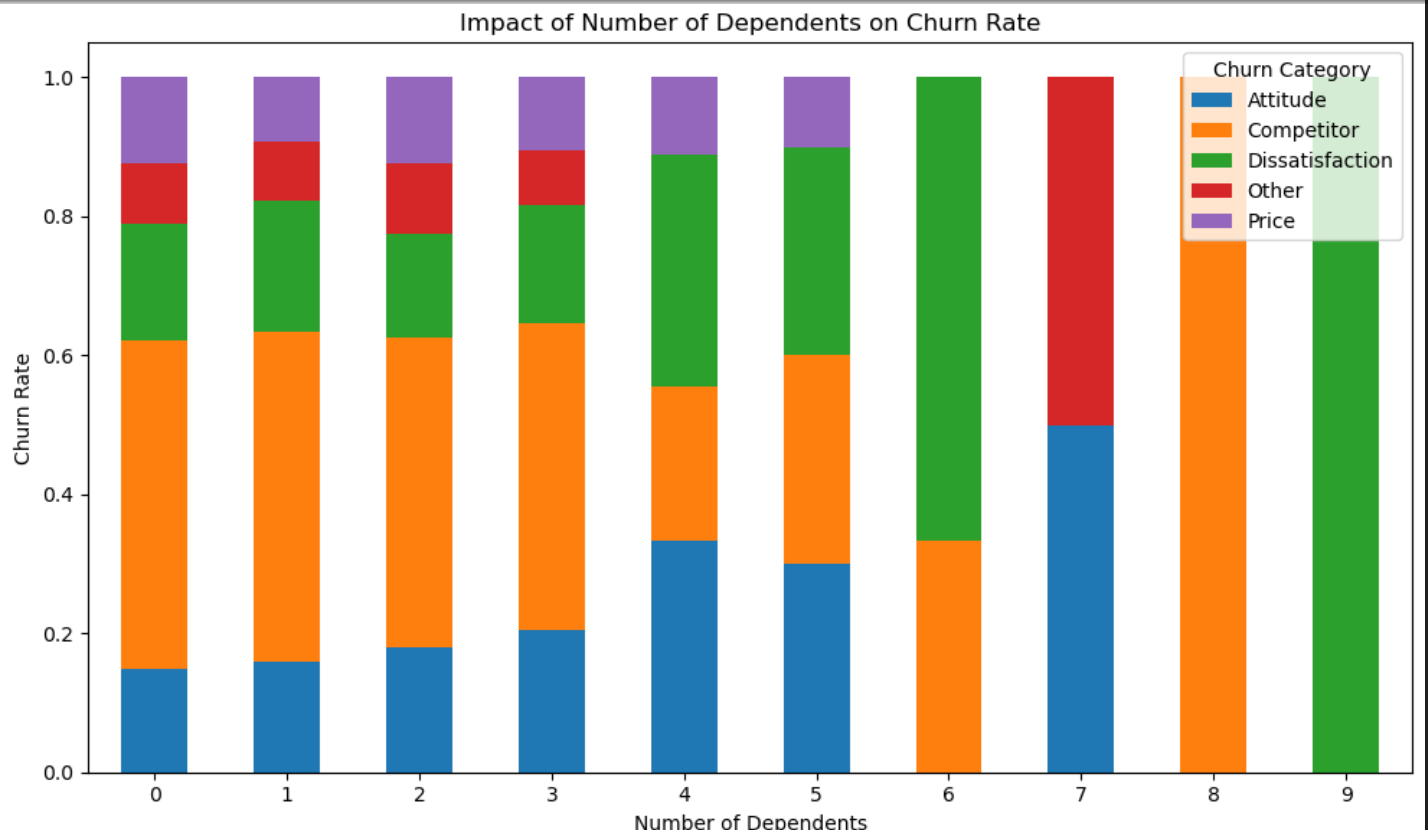 Impact of Number of Dependents on Churn Rate
Churn Rate
1.0
0.8
0.6
0.4
0.2
0.0
Churn Category
Attitude
Competitor
Dissatisfaction
Other
Price
0 1 2 3 4 5 6 7 8 9
Number of Dependents